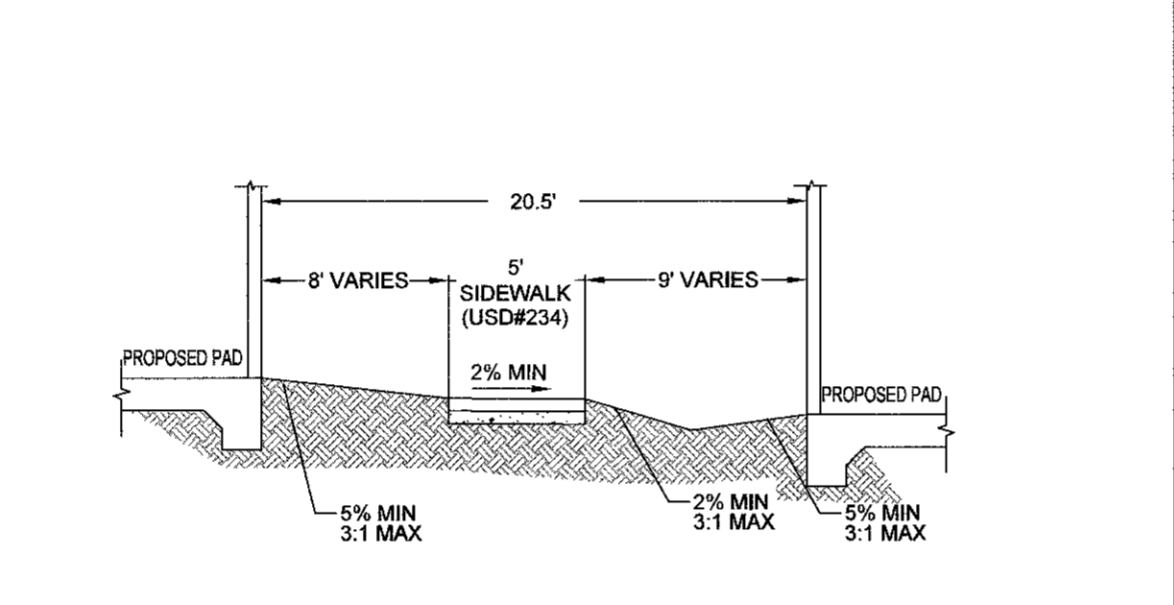 20.5'
8' VARIES
5'
SIDEWALK
(USD#234)
9' VARIES
PROPOSED PAD
2% MIN
PROPOSED PAD
5% MIN
3:1 MAX
2% MIN
3:1 MAX
5% MIN
3:1 MAX